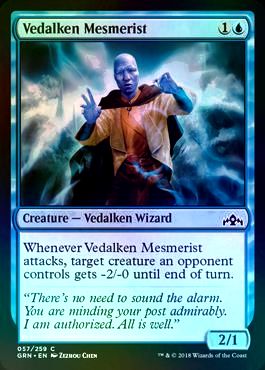 Vedalken Mesmerist 1
Creature — Vedalken Wizard
Whenever Vedalken Mesmerist
attacks, target creature an opponent
controls gets -2/-0 until end of turn.
“There’s no need to sound the alarm.
You are minding your post admirably.
I am authorized. All is well.”
2/1
057/259 C
GRN • EN Zezhou Chen
™ & © 2018 Wizards of the Coast